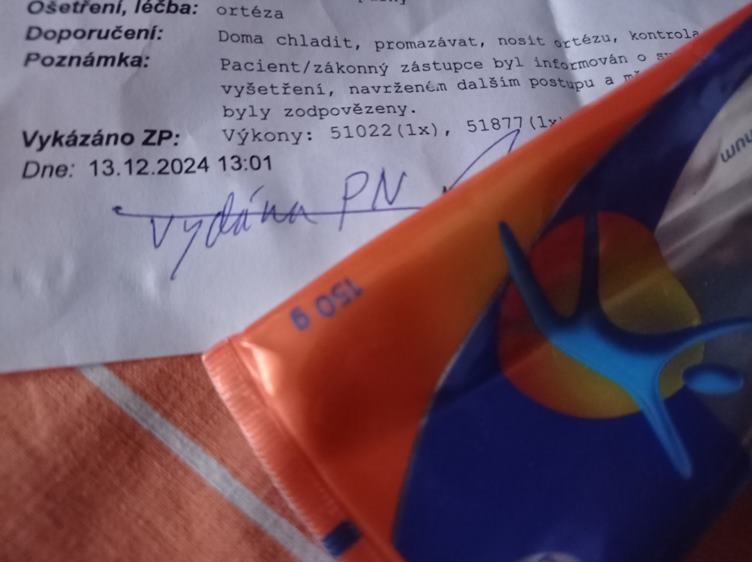 Ošetření, léčba: ortéza
Doporučení: Doma chladit, promazávat, nosit ortézu, kontrola
Poznámka: Pacient/zákonný zástupce byl informován o
vyšetření, navrženém dalším postupu a
byly zodpovězeny.
Vykázáno ZP: Výkony: 51022(1x), 51877(1x
Dne: 13.12.2024 13:01
vydána PN
150 g